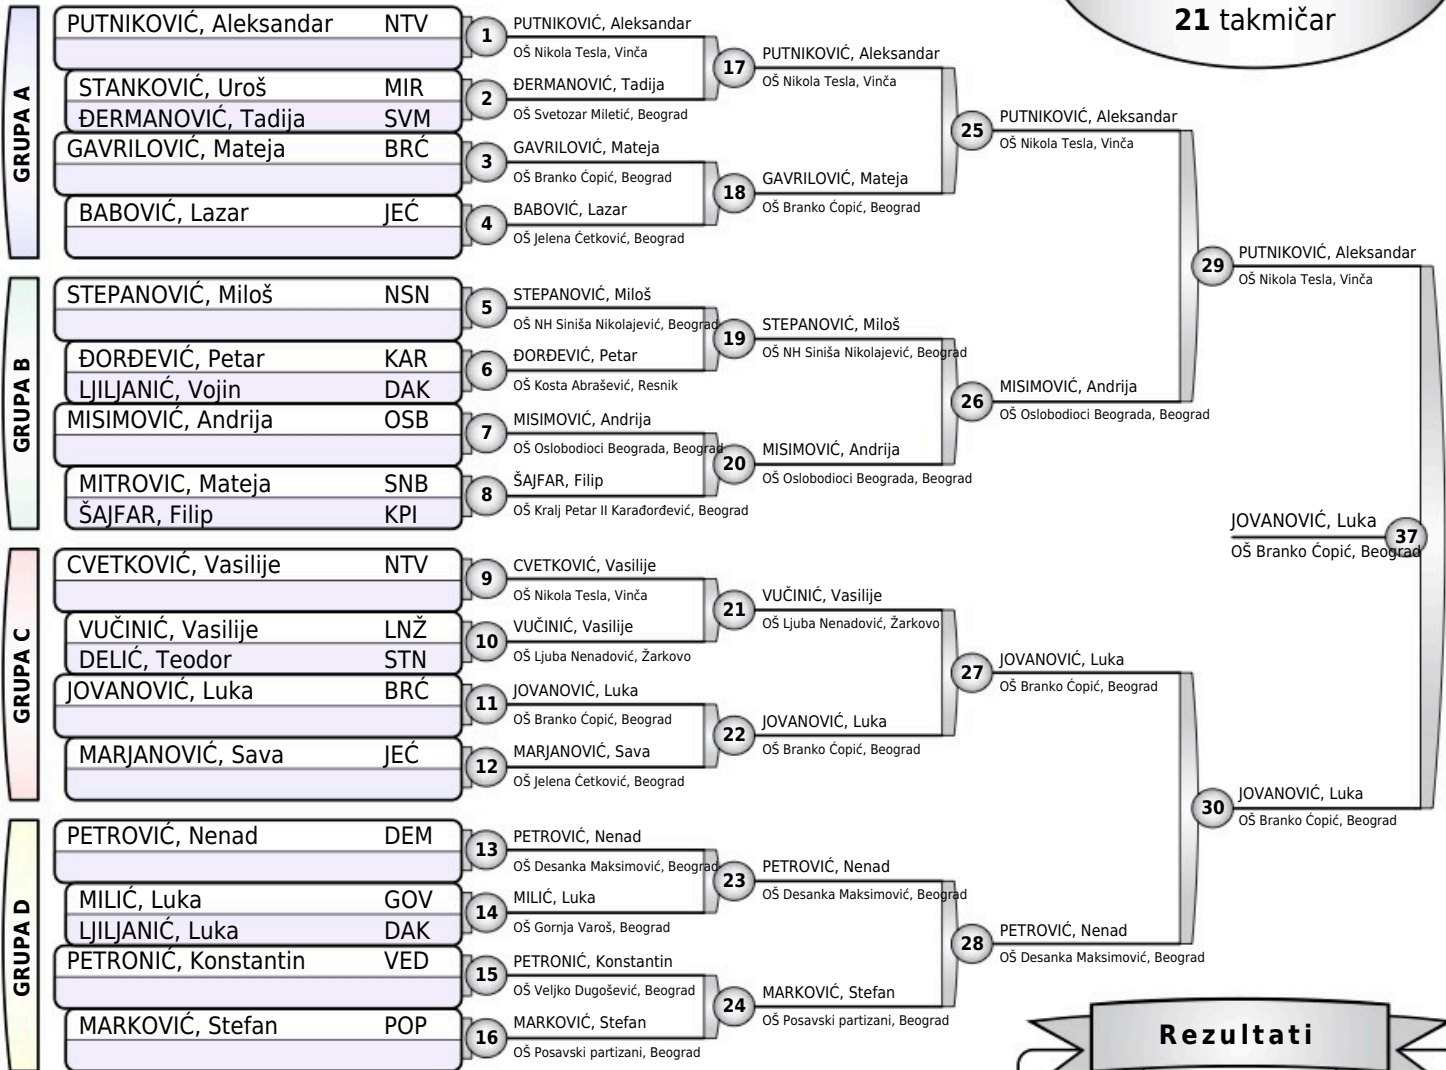 21 takmičar
GRUPA A
PUTNIKOVIĆ, Aleksandar NTV
STANKOVIĆ, Uroš MIR
ĐERMANOVIĆ, Tadija SVM
GAVRILOVIĆ, Mateja BRĆ
BABOVIĆ, Lazar JEĆ
1
PUTNIKOVIĆ, Aleksandar
OŠ Nikola Tesla, Vinča
2
ĐERMANOVIĆ, Tadija
OŠ Svetozar Miletić, Beograd
3
GAVRILOVIĆ, Mateja
OŠ Branko Ćopić, Beograd
4
BABOVIĆ, Lazar
OŠ Jelena Ćetković, Beograd
GRUPA B
STEPANOVIĆ, Miloš NSN
ĐORĐEVIĆ, Petar KAR
LJILJANIĆ, Vojin DAK
MISIMOVIĆ, Andrija OSB
MITROVIC, Mateja SNB
ŠAJFAR, Filip KPI
5
STEPANOVIĆ, Miloš
OŠ NH Siniša Nikolajević, Beograd
6
ĐORĐEVIĆ, Petar
OŠ Kosta Abrašević, Resnik
7
MISIMOVIĆ, Andrija
OŠ Oslobodioci Beograda, Beograd
8
ŠAJFAR, Filip
OŠ Kralj Petar II Karađorđević, Beograd
GRUPA C
CVETKOVIĆ, Vasilije NTV
VUČINIĆ, Vasilije LNŽ
DELIĆ, Teodor STN
JOVANOVIĆ, Luka BRĆ
MARJANOVIĆ, Sava JEĆ
9
CVETKOVIĆ, Vasilije
OŠ Nikola Tesla, Vinča
10
VUČINIĆ, Vasilije
OŠ Ljuba Nenadović, Žarkovo
11
JOVANOVIĆ, Luka
OŠ Branko Ćopić, Beograd
12
MARJANOVIĆ, Sava
OŠ Jelena Ćetković, Beograd
GRUPA D
PETROVIĆ, Nenad DEM
MILIĆ, Luka GOV
LJILJANIĆ, Luka DAK
PETRONIĆ, Konstantin VED
MARKOVIĆ, Stefan POP
13
PETROVIĆ, Nenad
OŠ Desanka Maksimović, Beograd
14
MILIĆ, Luka
OŠ Gornja Varoš, Beograd
15
PETRONIĆ, Konstantin
OŠ Veljko Dugošević, Beograd
16
MARKOVIĆ, Stefan
OŠ Posavski partizani, Beograd
17
PUTNIKOVIĆ, Aleksandar
OŠ Nikola Tesla, Vinča
18
GAVRILOVIĆ, Mateja
OŠ Branko Ćopić, Beograd
19
STEPANOVIĆ, Miloš
OŠ NH Siniša Nikolajević, Beograd
20
MISIMOVIĆ, Andrija
OŠ Oslobodioci Beograda, Beograd
21
VUČINIĆ, Vasilije
OŠ Ljuba Nenadović, Žarkovo
22
JOVANOVIĆ, Luka
OŠ Branko Ćopić, Beograd
23
PETROVIĆ, Nenad
OŠ Desanka Maksimović, Beograd
24
MARKOVIĆ, Stefan
OŠ Posavski partizani, Beograd
25
PUTNIKOVIĆ, Aleksandar
OŠ Nikola Tesla, Vinča
26
MISIMOVIĆ, Andrija
OŠ Oslobodioci Beograda, Beograd
27
JOVANOVIĆ, Luka
OŠ Branko Ćopić, Beograd
28
PETROVIĆ, Nenad
OŠ Desanka Maksimović, Beograd
29
PUTNIKOVIĆ, Aleksandar
OŠ Nikola Tesla, Vinča
30
JOVANOVIĆ, Luka
OŠ Branko Ćopić, Beograd
JOVANOVIĆ, Luka
37
OŠ Branko Ćopić, Beograd
Rezultati